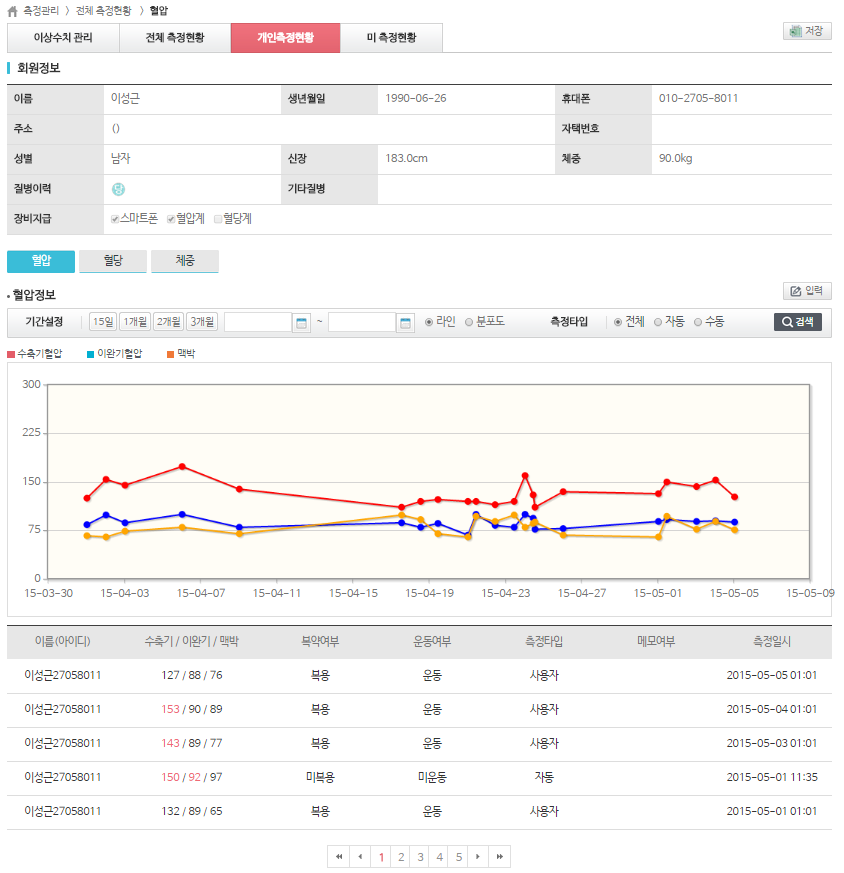 측정관리 〉 전체 측정현황 〉 혈압
이상수치 관리 전체 측정현황 개인측정현황 미 측정현황 저장
회원정보
이름 이성근 생년월일 1990-06-26 휴대폰 010-2705-8011
주소 () 자택번호
성별 남자 신장 183.0cm 체중 90.0kg
질병이력 당 기타질병
장비지급 스마트폰 혈압계 혈당계
혈압 혈당 체중
혈압정보 입력
기간설정 15일 1개월 2개월 3개월 ~ 라인 분포도 측정타입 전체 자동 수동 검색
수축기혈압 이완기혈압 맥박
300
225
150
75
0
15-03-30 15-04-03 15-04-07 15-04-11 15-04-15 15-04-19 15-04-23 15-04-27 15-05-01 15-05-05 15-05-09
이름(아이디) 수축기 / 이완기 / 맥박 복약여부 운동여부 측정타입 메모여부 측정일시
이성근27058011 127 / 88 / 76 복용 운동 사용자 2015-05-05 01:01
이성근27058011 153 / 90 / 89 복용 운동 사용자 2015-05-04 01:01
이성근27058011 143 / 89 / 77 복용 운동 사용자 2015-05-03 01:01
이성근27058011 150 / 92 / 97 미복용 미운동 자동 2015-05-01 11:35
이성근27058011 132 / 89 / 65 복용 운동 사용자 2015-05-01 01:01
1 2 3 4 5